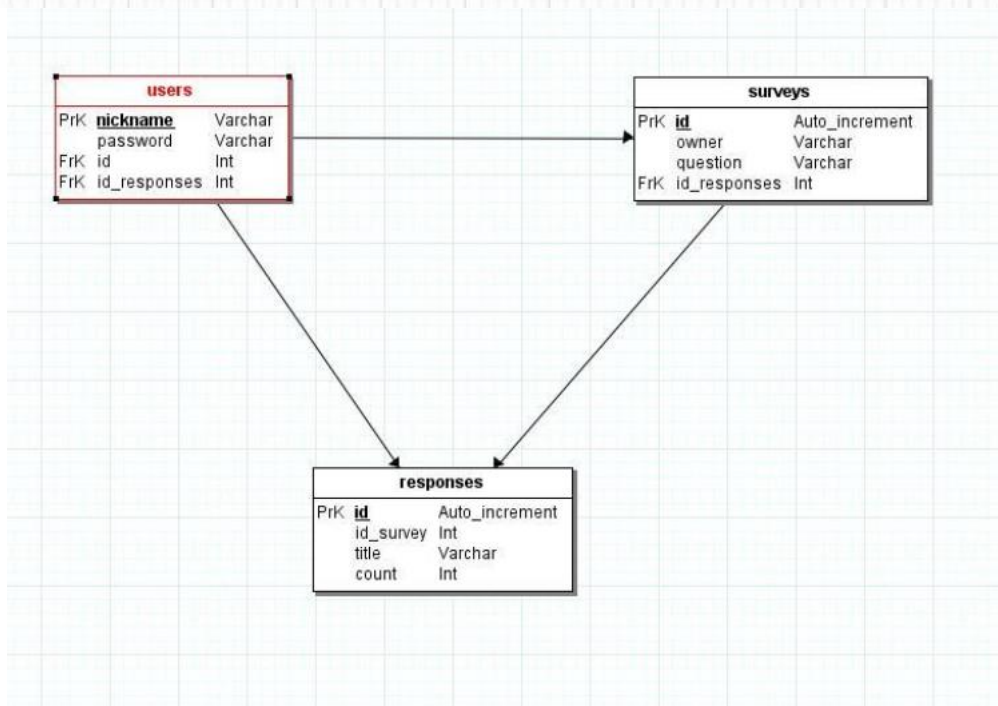 users
PrK nickname Varchar
password Varchar
FrK id Int
FrK id_responses Int
surveys
PrK id Auto_increment
owner Varchar
question Varchar
FrK id_responses Int
responses
PrK id Auto_increment
id_survey Int
title Varchar
count Int